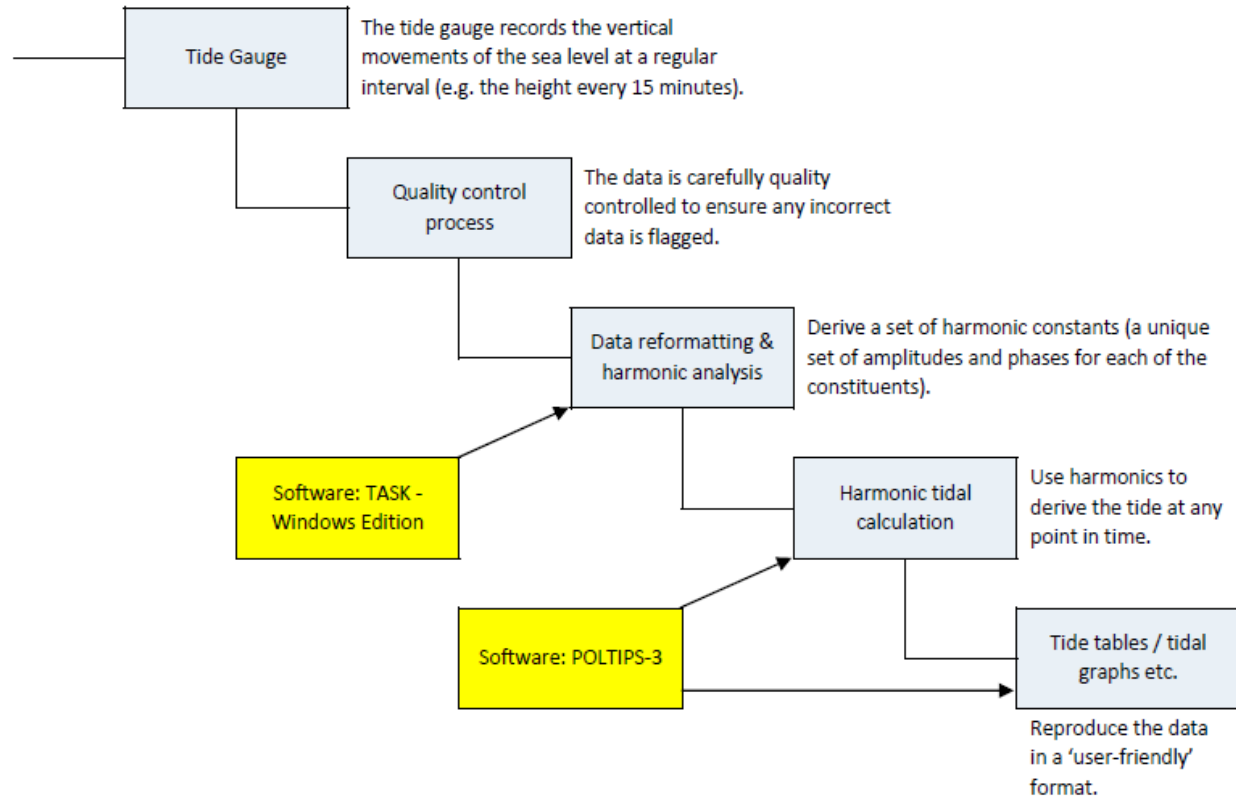 Tide Gauge
The tide gauge records the vertical
movements of the sea level at a regular
interval (e.g. the height every 15 minutes).
Quality control
process
The data is carefully quality
controlled to ensure any incorrect
data is flagged.
Data reformatting &
harmonic analysis
Derive a set of harmonic constants (a unique
set of amplitudes and phases for each of the
constituents).
Software: TASK -
Windows Edition
Harmonic tidal
calculation
Use harmonics to
derive the tide at any
point in time.
Software: POLTIPS-3
Tide tables / tidal
graphs etc.
Reproduce the data
in a ‘user-friendly’
format.